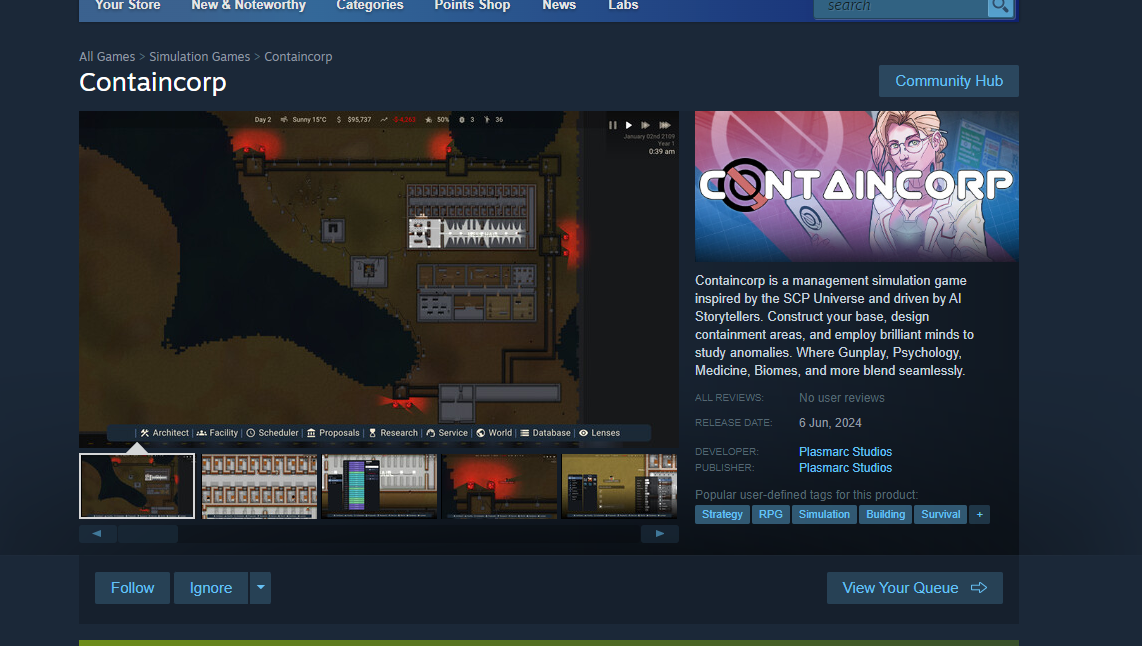 Your Store New & Noteworthy Categories Points Shop News Labs search
All Games > Simulation Games > Containcorp
Containcorp
Community Hub
Day 2 Sunny 15°C $ $95,737 50% 3 36
January 02nd 2109
Year 1
0:39 am
CONTAINCORP
Containcorp is a management simulation game
inspired by the SCP Universe and driven by AI
Storytellers. Construct your base, design
containment areas, and employ brilliant minds to
study anomalies. Where Gunplay, Psychology,
Medicine, Biomes, and more blend seamlessly.
ALL REVIEWS: No user reviews
RELEASE DATE: 6 Jun, 2024
DEVELOPER: Plasmarc Studios
PUBLISHER: Plasmarc Studios
Popular user-defined tags for this product:
Strategy RPG Simulation Building Survival +
Architect Facility Scheduler Proposals Research Service World Database Lenses
Follow Ignore
View Your Queue